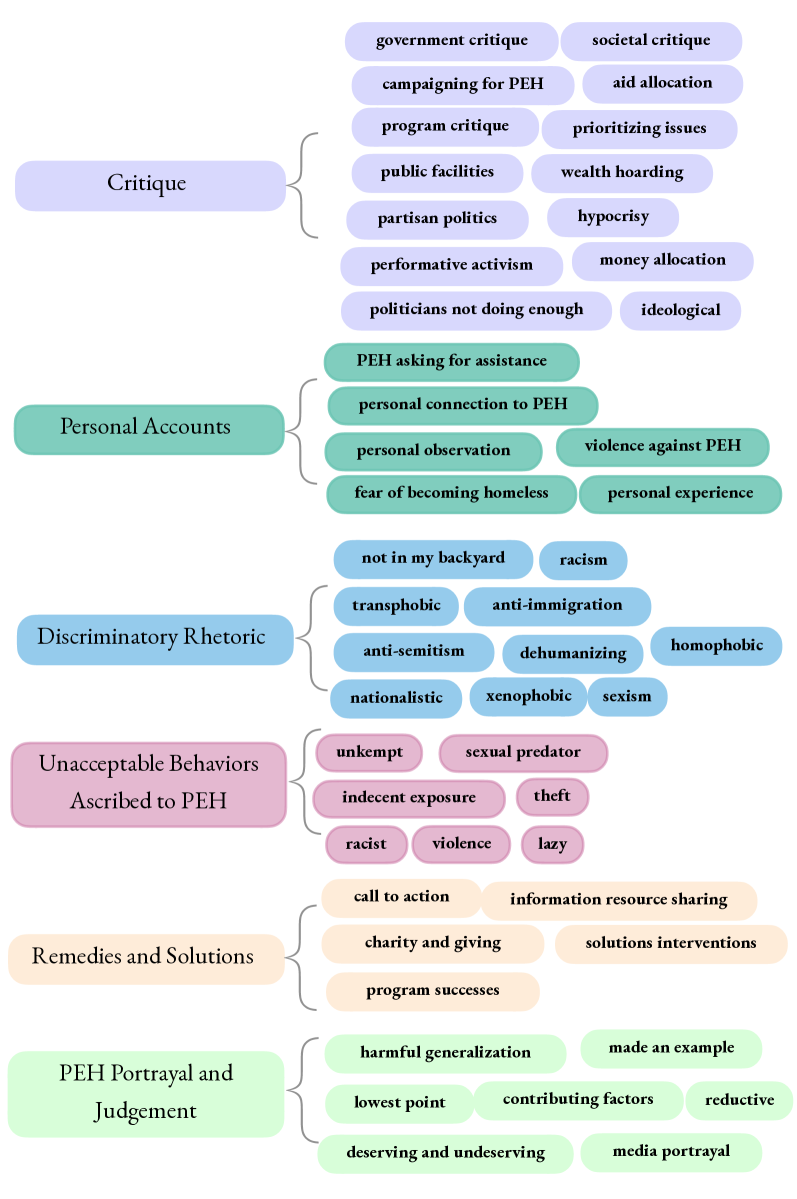 Critique
government critique
societal critique
campaigning for PEH
aid allocation
program critique
prioritizing issues
public facilities
wealth hoarding
partisan politics
hypocrisy
performative activism
money allocation
politicians not doing enough
ideological
Personal Accounts
PEH asking for assistance
personal connection to PEH
personal observation
violence against PEH
fear of becoming homeless
personal experience
Discriminatory Rhetoric
not in my backyard
racism
transphobic
anti-immigration
anti-semitism
dehumanizing
homophobic
nationalistic
xenophobic
sexism
Unacceptable Behaviors
Ascribed to PEH
unkempt
sexual predator
indecent exposure
theft
racist
violence
lazy
Remedies and Solutions
call to action
information resource sharing
charity and giving
solutions interventions
program successes
PEH Portrayal and
Judgement
harmful generalization
made an example
lowest point
contributing factors
reductive
deserving and undeserving
media portrayal